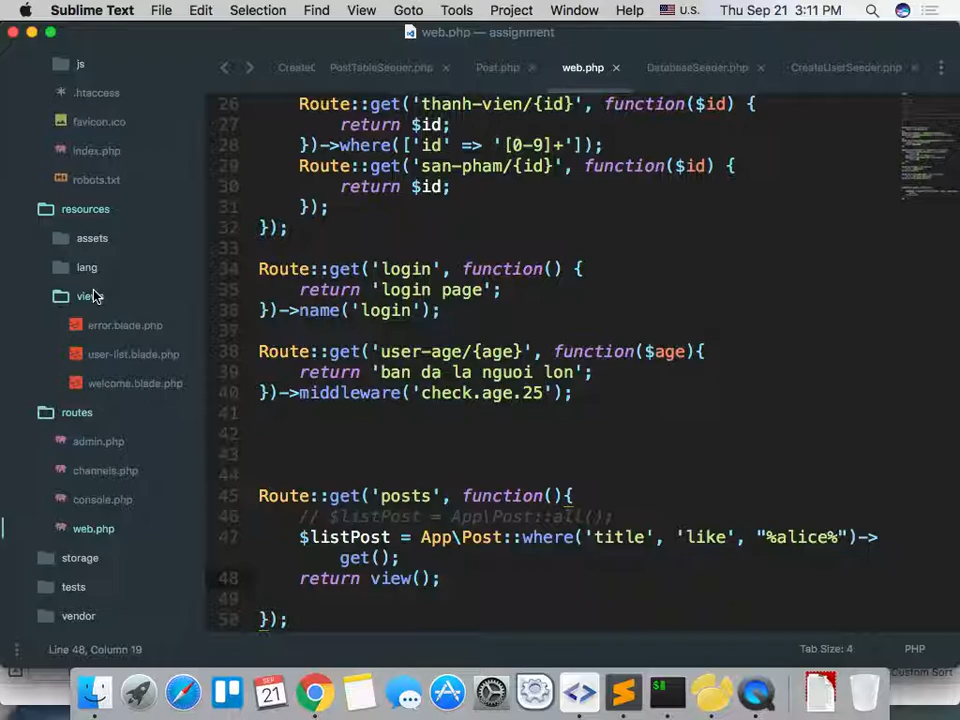 Sublime Text File Edit Selection Find View Goto Tools Project Window Help U.S. Thu Sep 21 3:11 PM
web.php — assignment
js
.htaccess
favicon.ico
index.php
robots.txt
resources
assets
lang
error.blade.php
user-list.blade.php
welcome.blade.php
routes
admin.php
channels.php
console.php
web.php
storage
tests
vendor
PostTableSeeder.php × Post.php × web.php × DatabaseSeeder.php × CreateUserSeeder.php ×
26 Route::get('thanh-vien/{id}', function($id) {
27 return $id;
28 })->where(['id' => '[0-9]+']);
29 Route::get('san-pham/{id}', function($id) {
30 return $id;
31 });
32 });
33
34 Route::get('login', function() {
35 return 'login page';
36 })->name('login');
37
38 Route::get('user-age/{age}', function($age){
39 return 'ban da la nguoi lon';
40 })->middleware('check.age.25');
41
42
43
44
45 Route::get('posts', function(){
46 // $listPost = App\Post::all();
47 $listPost = App\Post::where('title', 'like', "%alice%")->
get();
48 return view();
49
50 });
Line 48, Column 19 Tab Size: 4 PHP
Custom Sort
21